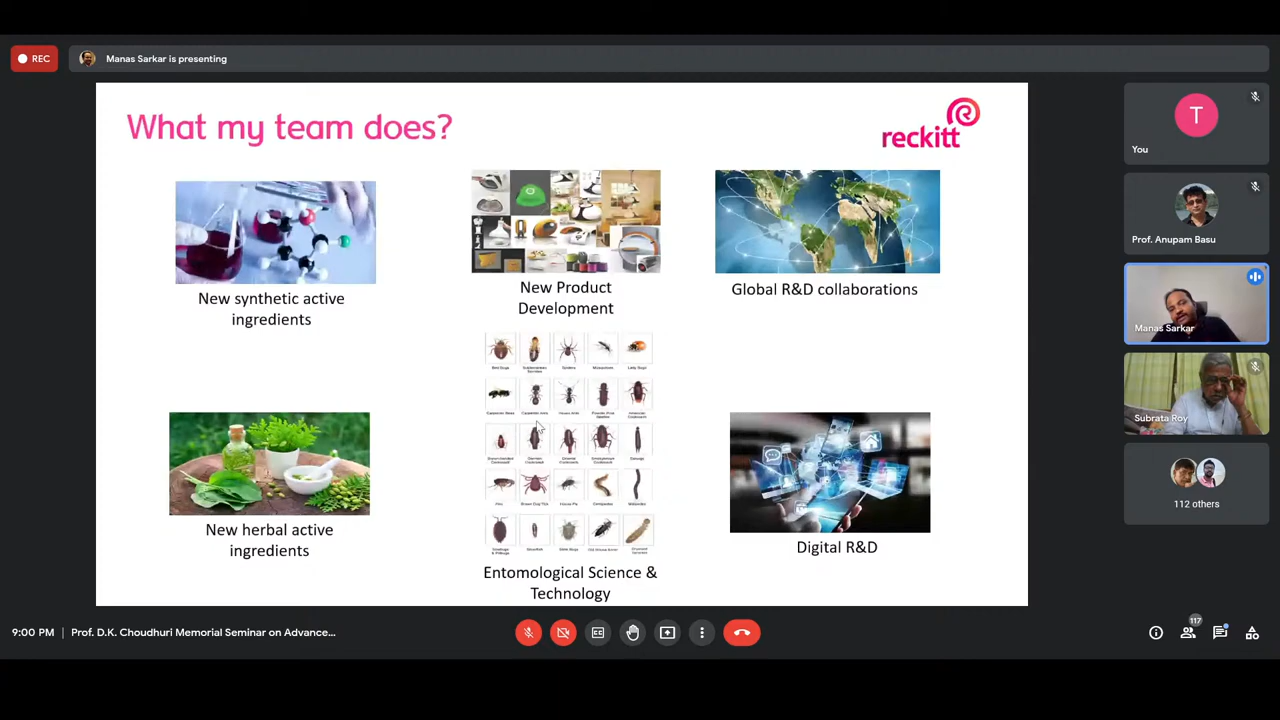 REC
Manas Sarkar is presenting
What my team does?
reckitt
New synthetic active
ingredients
New Product
Development
Global R&D collaborations
New herbal active
ingredients
Entomological Science &
Technology
Digital R&D
T
You
Prof. Anupam Basu
Manas Sarkar
Subrata Roy
112 others
9:00 PM | Prof. D.K. Choudhuri Memorial Seminar on Advance...
117